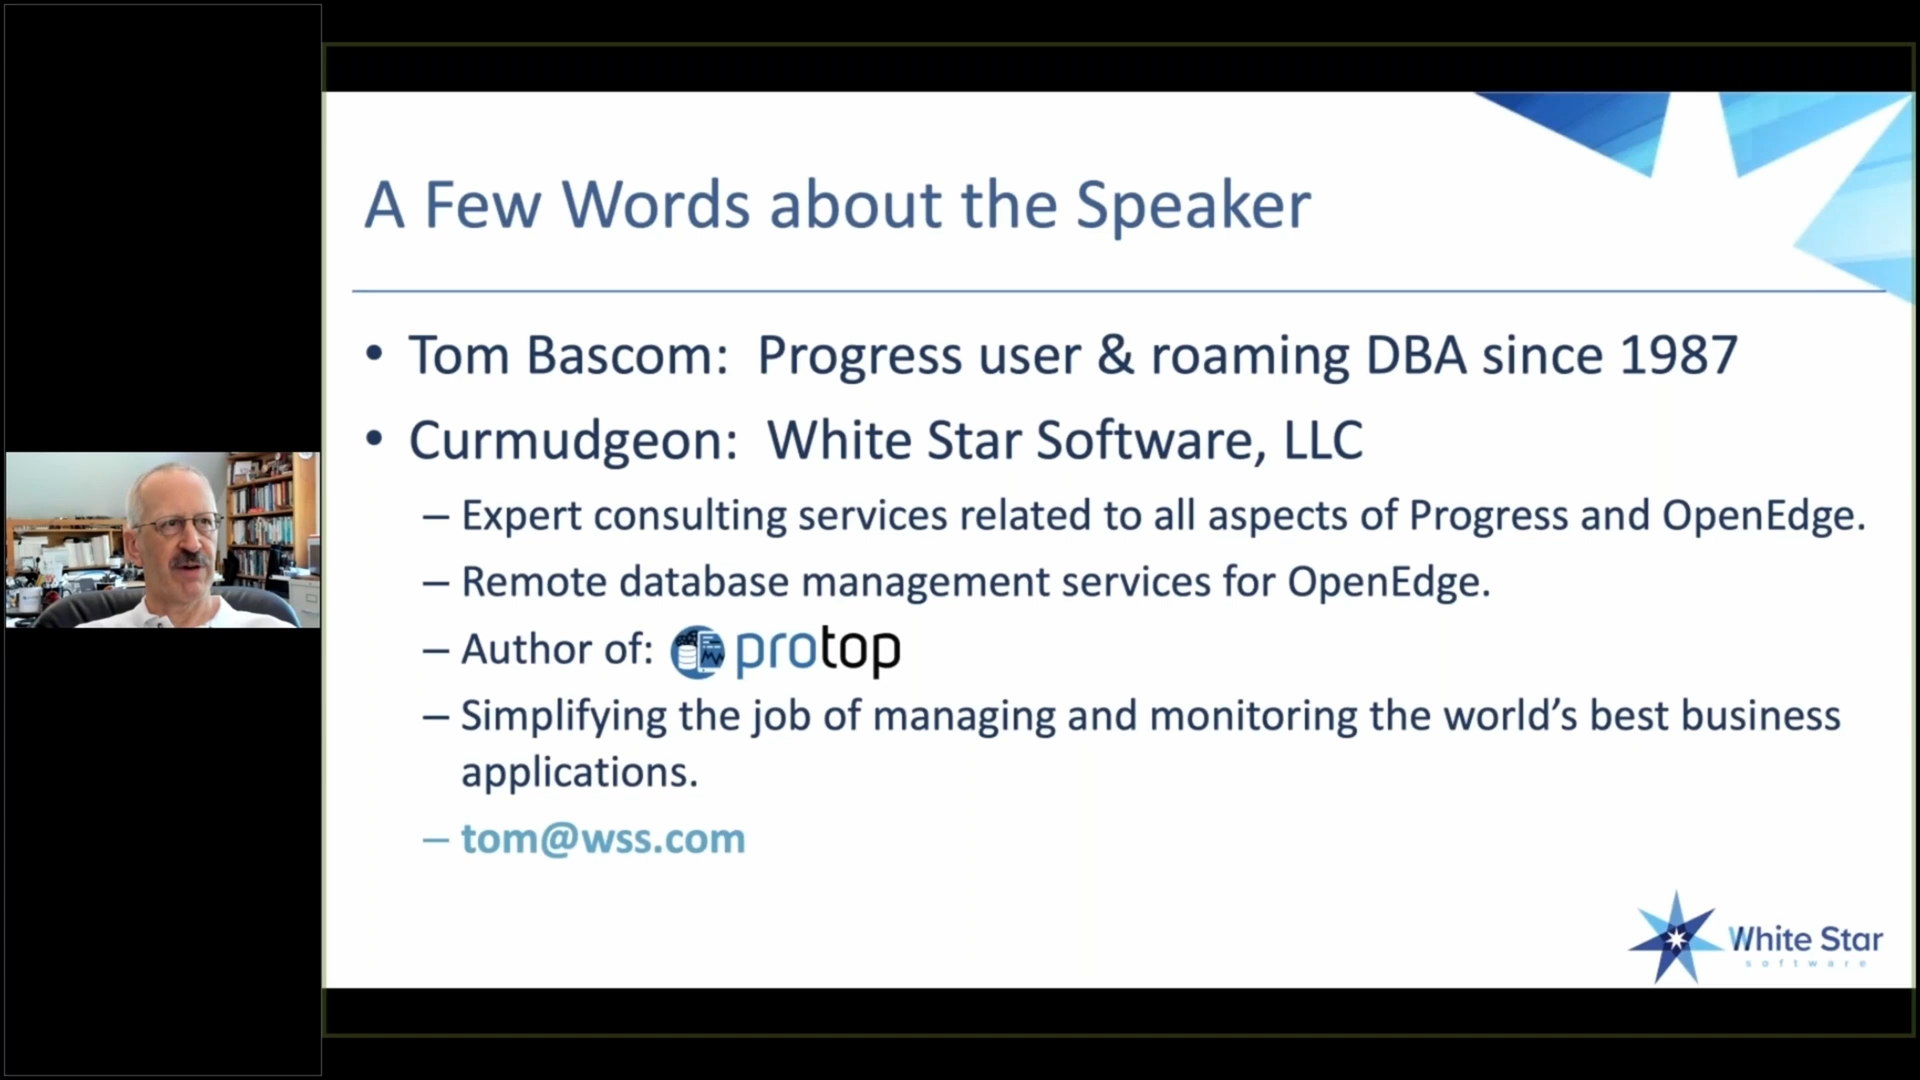 A Few Words about the Speaker
• Tom Bascom: Progress user & roaming DBA since 1987
• Curmudgeon: White Star Software, LLC
– Expert consulting services related to all aspects of Progress and OpenEdge.
– Remote database management services for OpenEdge.
– Author of: protop
– Simplifying the job of managing and monitoring the world's best business
applications.
– tom@wss.com
White Star
software